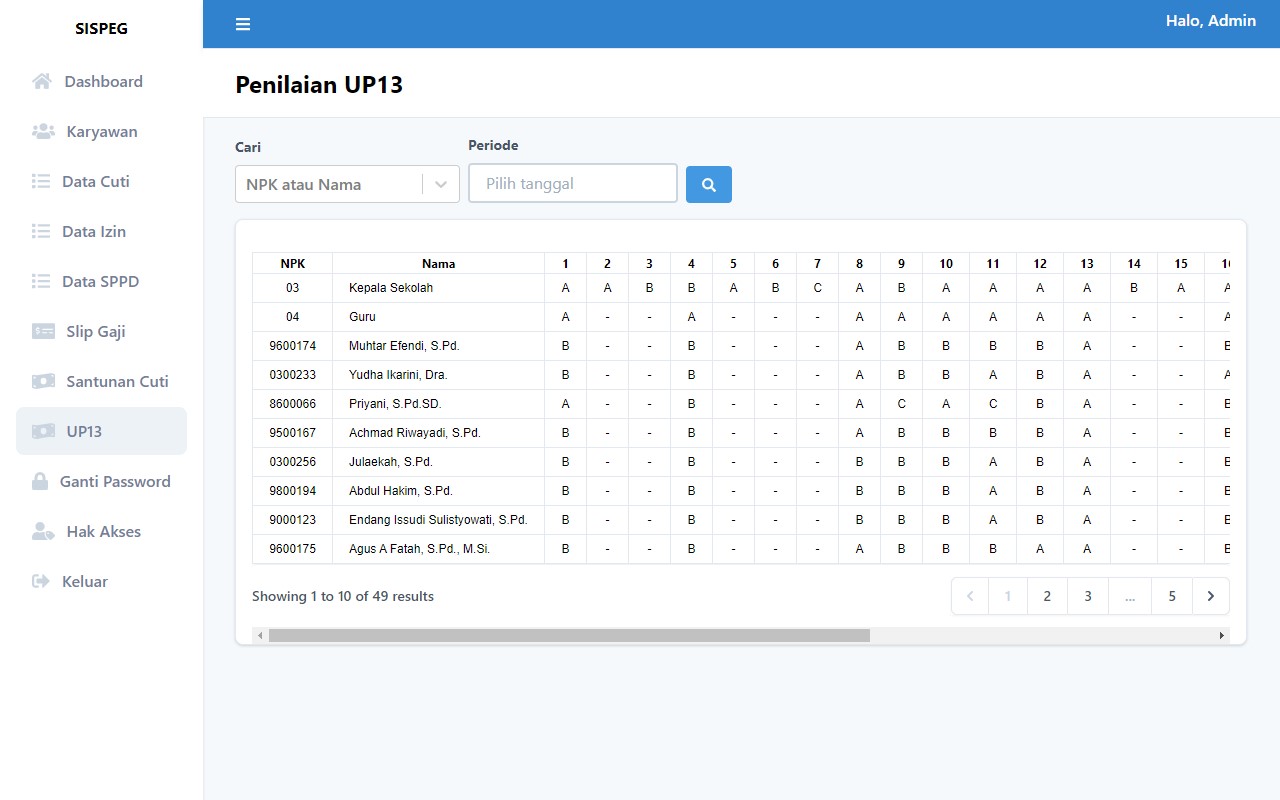 SISPEG
Halo, Admin
Dashboard
Karyawan
Data Cuti
Data Izin
Data SPPD
Slip Gaji
Santunan Cuti
UP13
Ganti Password
Hak Akses
Keluar
Penilaian UP13
Cari Periode
NPK atau Nama Pilih tanggal
NPK Nama 1 2 3 4 5 6 7 8 9 10 11 12 13 14 15
03 Kepala Sekolah A A B B A B C A B A A A A B A
04 Guru A - - A - - - A A A A A A - -
9600174 Muhtar Efendi, S.Pd. B - - B - - - A B B B B A - -
0300233 Yudha Ikarini, Dra. B - - B - - - A B B A B A - -
8600066 Priyani, S.Pd.SD. A - - B - - - A C A C B A - -
9500167 Achmad Riwayadi, S.Pd. B - - B - - - A B B B B A - -
0300256 Julaekah, S.Pd. B - - B - - - B B B A B A - -
9800194 Abdul Hakim, S.Pd. B - - B - - - B B B A B A - -
9000123 Endang Issudi Sulistyowati, S.Pd. B - - B - - - B B B A B A - -
9600175 Agus A Fatah, S.Pd., M.Si. B - - B - - - A B B B A A - -
Showing 1 to 10 of 49 results
1 2 3 ... 5